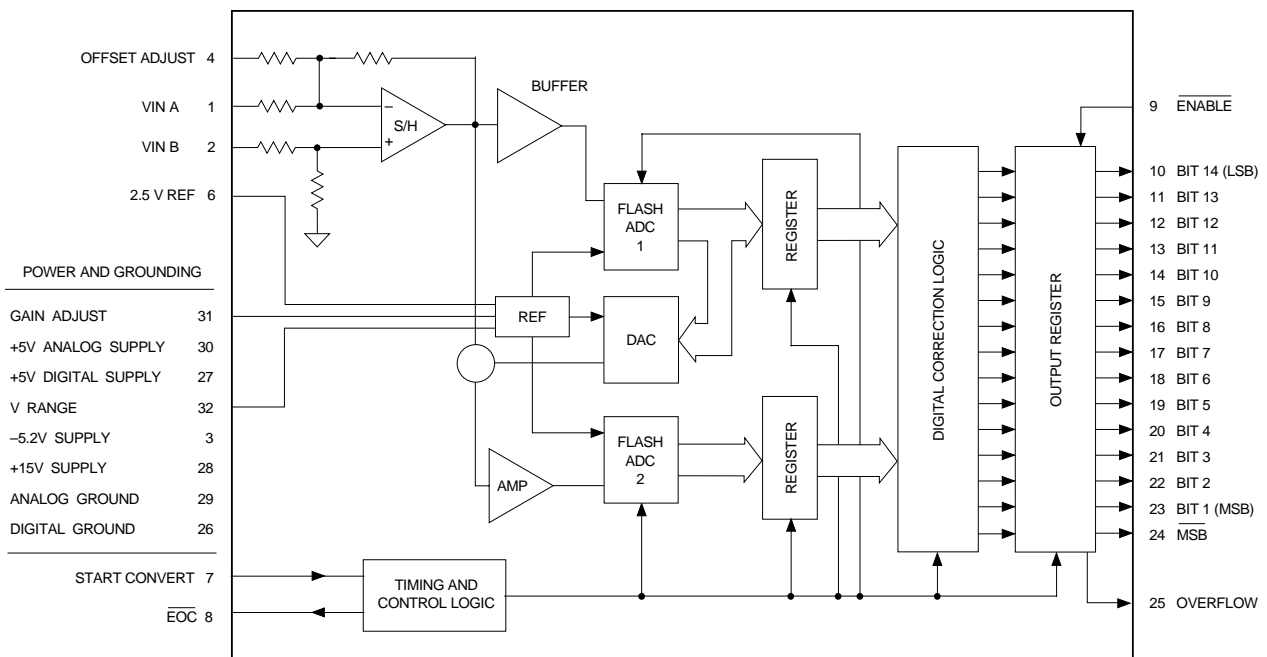 OFFSET ADJUST 4
VIN A 1
VIN B 2
2.5 V REF 6
POWER AND GROUNDING
GAIN ADJUST 31
+5V ANALOG SUPPLY 30
+5V DIGITAL SUPPLY 27
V RANGE 32
–5.2V SUPPLY 3
+15V SUPPLY 28
ANALOG GROUND 29
DIGITAL GROUND 26
START CONVERT 7
EOC 8
S/H
BUFFER
REF
AMP
TIMING AND
CONTROL LOGIC
FLASH
ADC
1
DAC
FLASH
ADC
2
REGISTER
REGISTER
DIGITAL CORRECTION LOGIC
OUTPUT REGISTER
9 ENABLE
10 BIT 14 (LSB)
11 BIT 13
12 BIT 12
13 BIT 11
14 BIT 10
15 BIT 9
16 BIT 8
17 BIT 7
18 BIT 6
19 BIT 5
20 BIT 4
21 BIT 3
22 BIT 2
23 BIT 1 (MSB)
24 MSB
25 OVERFLOW